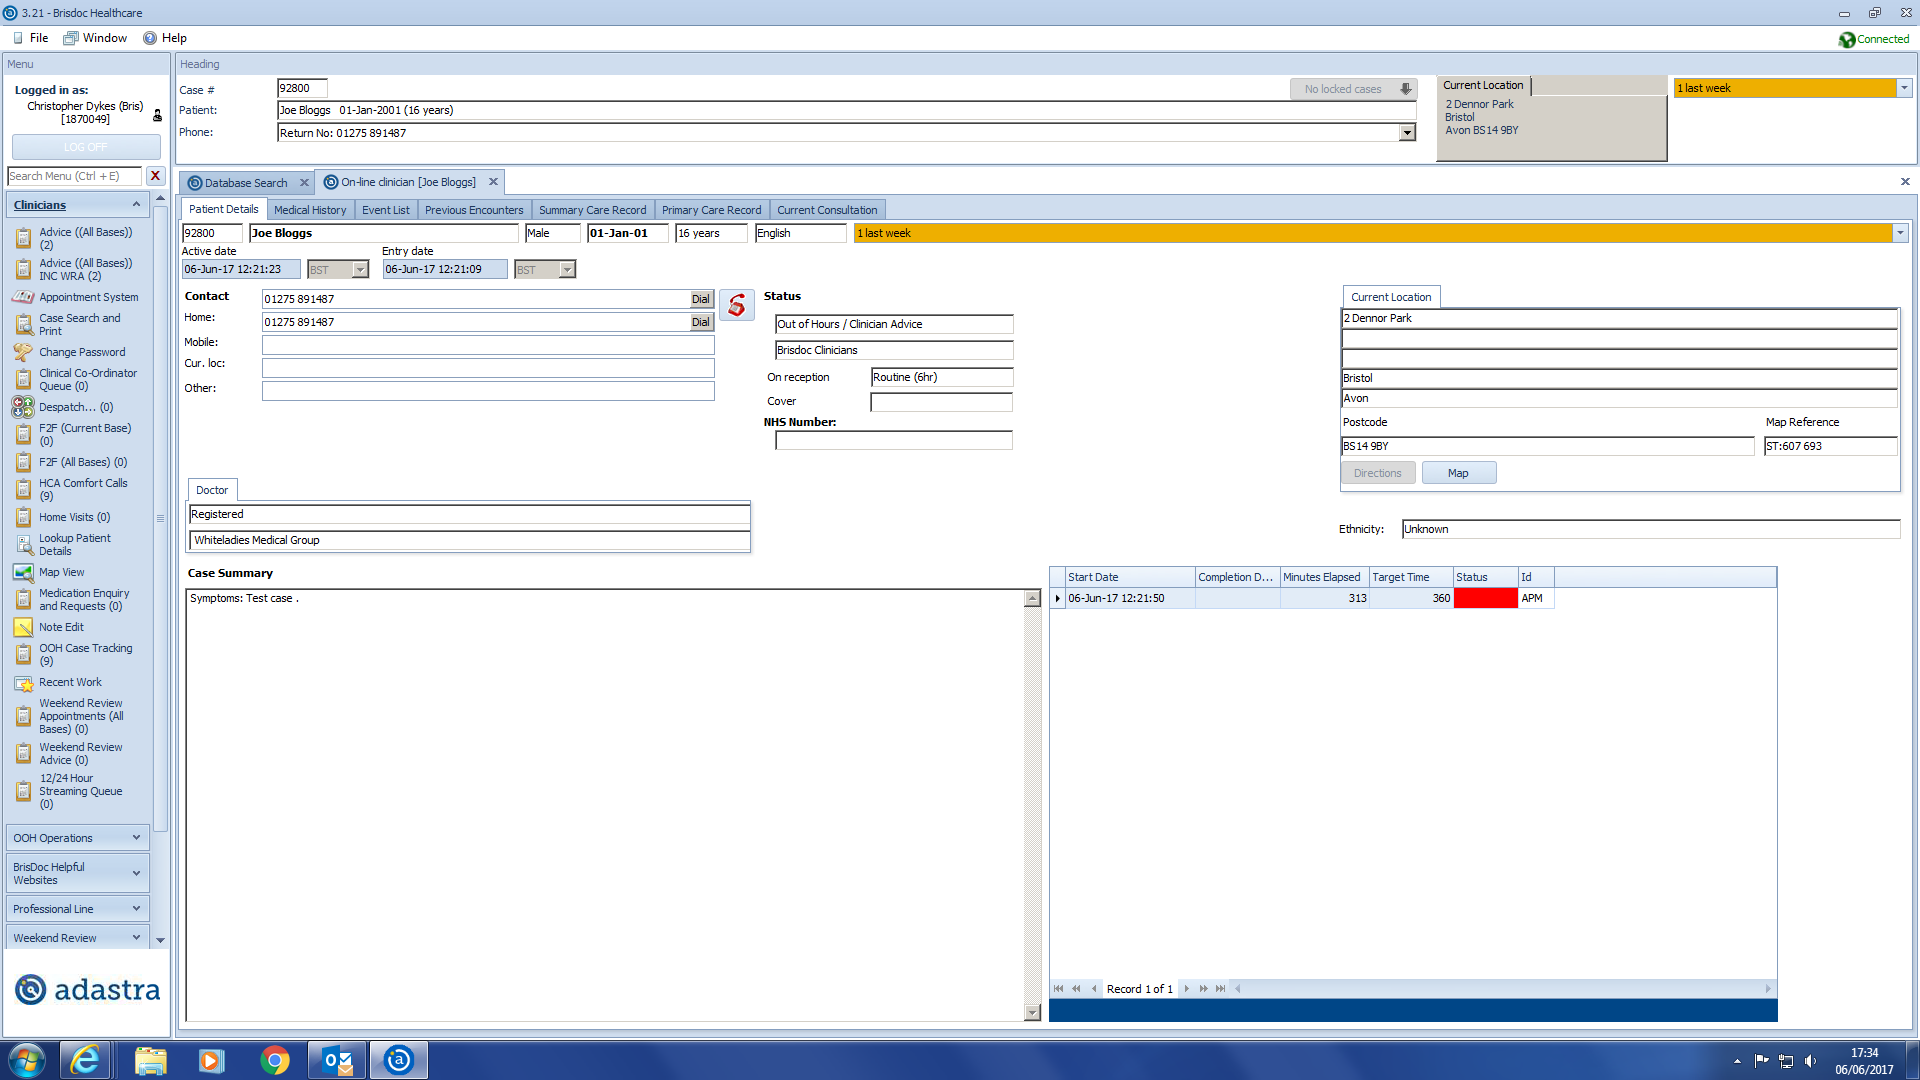 3.21 - Brisdoc Healthcare
File Window Help
Connected
Menu
Logged in as:
Christopher Dykes (Bris)
[1870049]
LOG OFF
Search Menu (Ctrl + E) X
Clinicians
Advice ((All Bases))
(2)
Advice ((All Bases))
INC WRA (2)
Appointment System
Case Search and
Print
Change Password
Clinical Co-Ordinator
Queue (0)
Despatch... (0)
F2F (Current Base)
(0)
F2F (All Bases) (0)
HCA Comfort Calls
(9)
Home Visits (0)
Lookup Patient
Details
Map View
Medication Enquiry
and Requests (0)
Note Edit
OOH Case Tracking
(9)
Recent Work
Weekend Review
Appointments (All
Bases) (0)
Weekend Review
Advice (0)
12/24 Hour
Streaming Queue
(0)
OOH Operations
BrisDoc Helpful
Websites
Professional Line
Weekend Review
adastra
Heading
Case # 92800 No locked cases
Patient: Joe Bloggs 01-Jan-2001 (16 years)
Phone: Return No: 01275 891487
Current Location
2 Dennor Park
Bristol
Avon BS14 9BY
1 last week
Database Search On-line clinician [Joe Bloggs]
Patient Details Medical History Event List Previous Encounters Summary Care Record Primary Care Record Current Consultation
92800 Joe Bloggs Male 01-Jan-01 16 years English 1 last week
Active date Entry date
06-Jun-17 12:21:23 BST 06-Jun-17 12:21:09 BST
Contact 01275 891487 Dial
Home: 01275 891487 Dial
Mobile:
Cur. loc:
Other:
Status
Out of Hours / Clinician Advice
Brisdoc Clinicians
On reception Routine (6hr)
Cover
NHS Number:
Current Location
2 Dennor Park
Bristol
Avon
Postcode Map Reference
BS14 9BY ST:607 693
Directions Map
Doctor
Registered
Whiteladies Medical Group
Ethnicity: Unknown
Case Summary
Symptoms: Test case .
Start Date Completion D... Minutes Elapsed Target Time Status Id
06-Jun-17 12:21:50 313 360 APM
Record 1 of 1
17:34
06/06/2017